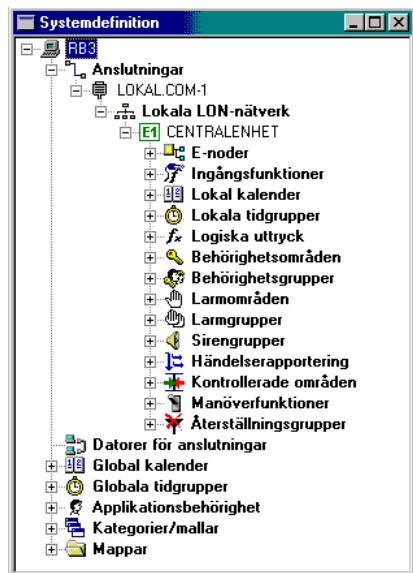 Systemdefinition
RB3
Anslutningar
LOKAL.COM-1
Lokala LON-nätverk
E1 CENTRALENHET
E-noder
Ingångsfunktioner
Lokal kalender
Lokala tidgrupper
fx Logiska uttryck
Behörighetsområden
Behörighetsgrupper
Larmområden
Larmgrupper
Sirengrupper
Händelserapportering
Kontrollerade områden
Manöverfunktioner
Återställningsgrupper
Datorer för anslutningar
Global kalender
Globala tidgrupper
Applikationsbehörighet
Kategorier/mallar
Mappar